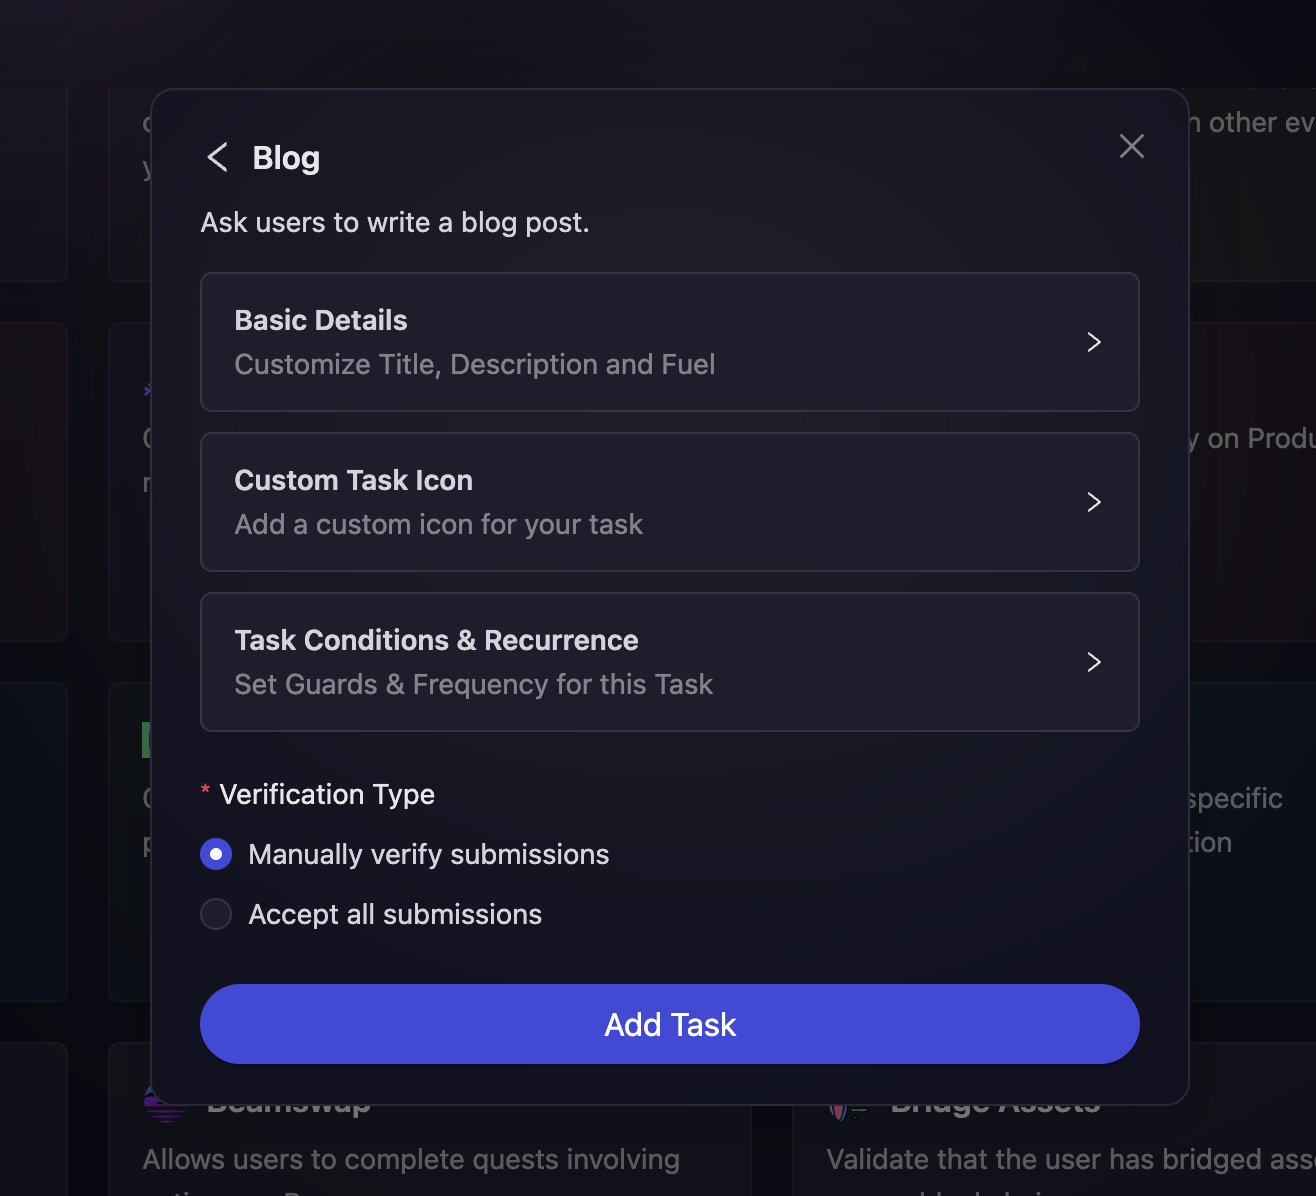 other ev
Blog
Ask users to write a blog post.
Basic Details
Customize Title, Description and Fuel
on Produ
Custom Task Icon
Add a custom icon for your task
Task Conditions & Recurrence
Set Guards & Frequency for this Task
* Verification Type
specific
Manually verify submissions
tion
Accept all submissions
Add Task
Beamswap
Bridge Assets
Allows users to complete quests involving
Validate that the user has bridged asse